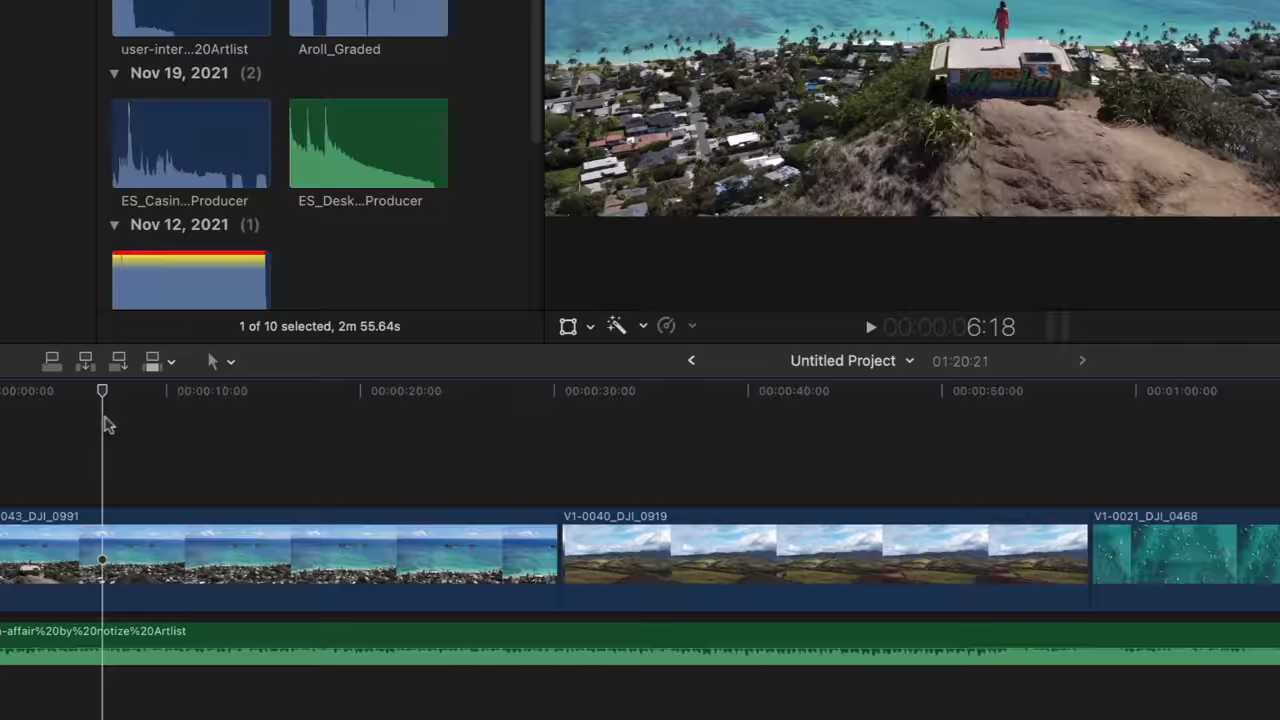 user-inter...20Artlist
Aroll_Graded
Nov 19, 2021 (2)
ES_Casin...Producer
ES_Desk...Producer
Nov 12, 2021 (1)
1 of 10 selected, 2m 55.64s
00:00:06:18
Untitled Project
01:20:21
00:00:00
00:00:10:00
00:00:20:00
00:00:30:00
00:00:40:00
00:00:50:00
00:01:00:00
043_DJI_0991
V1-0040_DJI_0919
V1-0021_DJI_0468
-affair%20by%20notize%20Artlist